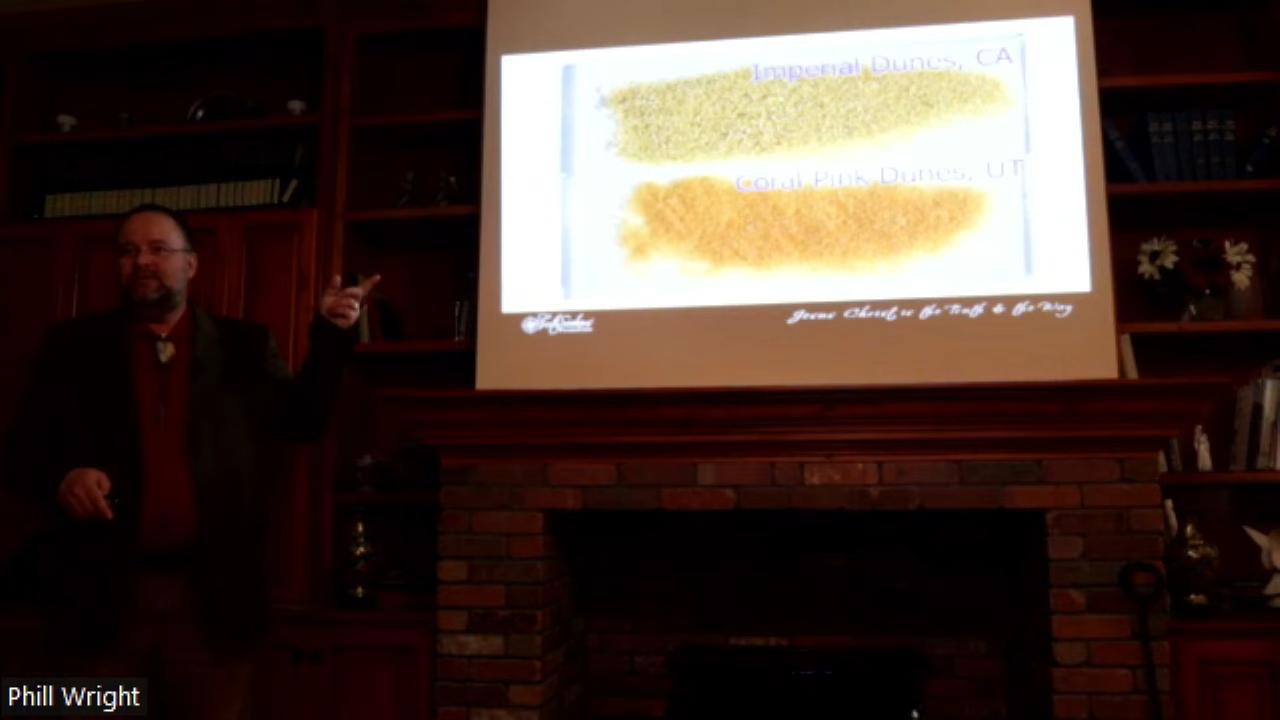 Imperial Dunes, CA
Coral Pink Dunes, UT
Jesus Christ is the Truth & the Way
Phill Wright